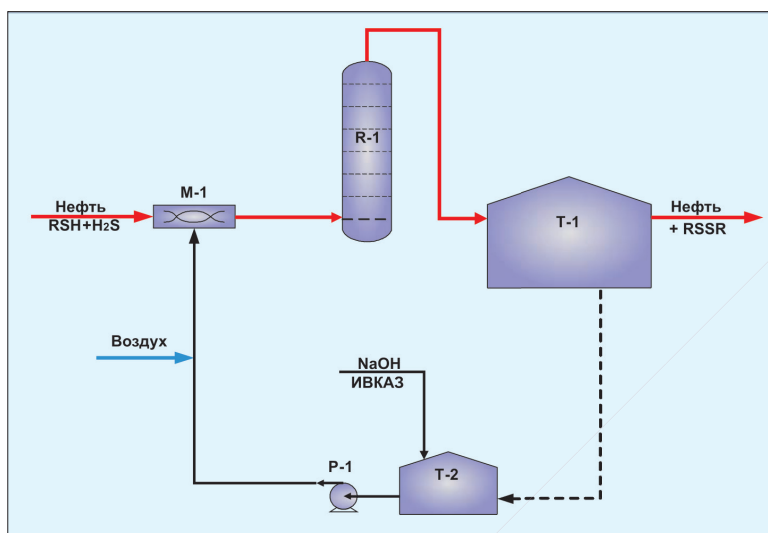 R-1
M-1
Нефть
RSH+H2S
T-1
Нефть
+ RSSR
Воздух
NaOH
ИВКАЗ
P-1
T-2